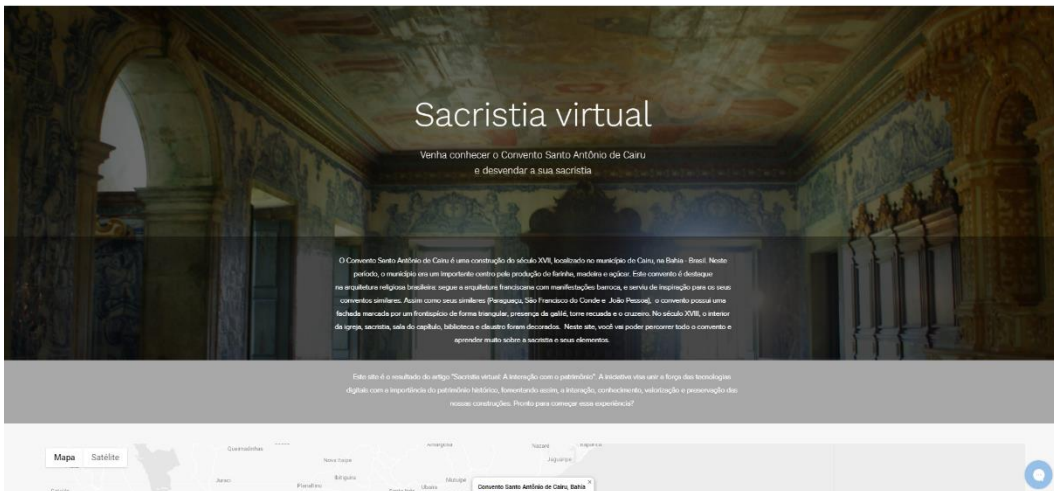 Sacristia virtual
Venha conhecer o Convento Santo Antônio de Cairu
e desvendar a sua sacristia
O Convento Santo Antônio de Cairu é uma construção do século XVII, localizado no município de Cairu, na Bahia - Brasil. Neste
período, o município era um importante centro pela produção de farinha, madeira e açúcar. Este convento é destaque
na arquitetura religiosa brasileira: segue a arquitetura franciscana com manifestações barroca, e serviu de inspiração para os seus
conventos similares. Assim como seus similares (Paraguaçu, São Francisco do Conde e João Pessoa), o convento possui uma
fachada marcada por um frontispício de forma triangular, presença da galilé, torre recuada e o cruzeiro. No século XVIII, o interior
da igreja, sacristia, sala do capítulo, biblioteca e claustro foram decorados. Neste site, você vai poder percorrer todo o convento e
aprender muito sobre a sacristia e seus elementos.
Este site é o resultado do artigo "Sacristia virtual: A interação com o patrimônio". A iniciativa visa unir a força das tecnologias
digitais com a importância do patrimônio histórico, fomentando assim, a interação, conhecimento, valorização e preservação das
nossas construções. Pronto para começar essa experiência?
Mapa Satélite
Queimadinhas
Nova Itaipe
Jaguaripe
Planaltino
Ubaíra
Convento Santo Antônio de Cairu, Bahia